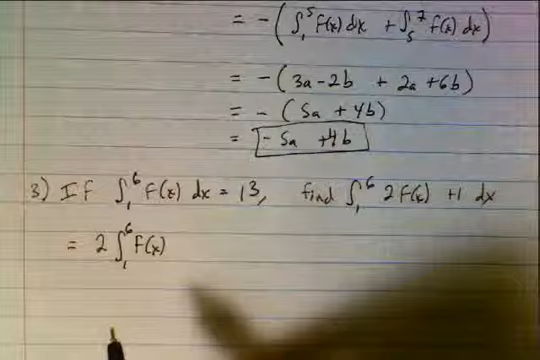 = - ( ∫₁⁵ f(x) dx + ∫₅⁷ f(x) dx )
= - ( 3a - 2b + 2a + 6b )
= - ( 5a + 4b )
= - 5a + 4b
3) If ∫₁⁶ f(x) dx = 13, find ∫₁⁶ 2f(x) + 1 dx
= 2 ∫₁⁶ f(x)